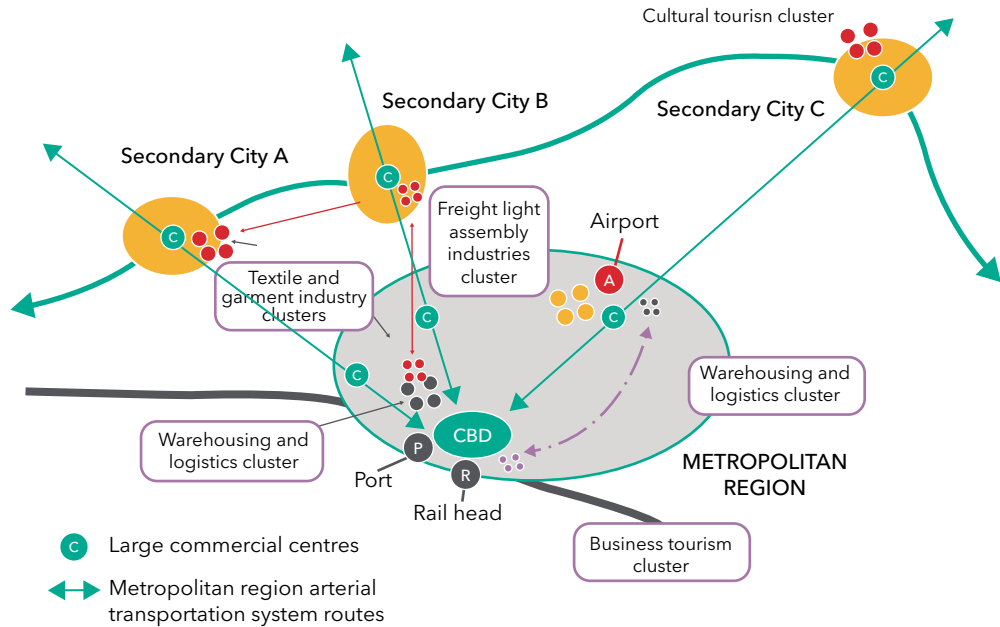 Cultural tourism cluster
C
Secondary City B
Secondary City C
Secondary City A
C
C
Freight light
assembly
industries
cluster
Airport
A
Textile and
garment industry
clusters
C
C
C
Warehousing and
logistics cluster
Warehousing and
logistics cluster
CBD
P
R
Port
Rail head
METROPOLITAN
REGION
Business tourism
cluster
C
Large commercial centres
Metropolitan region arterial
transportation system routes